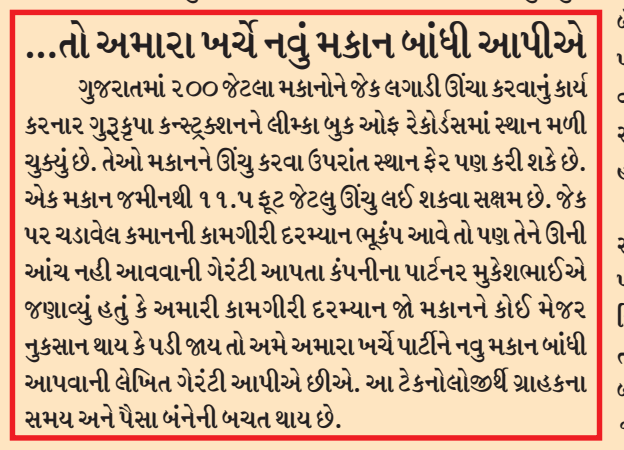 ...તો અમારા ખર્ચે નવું મકાન બાંધી આપીએ
ગુજરાતમાં ૨૦૦ જેટલા મકાનોને જેક લગાડી ઊંચા કરવાનું કાર્ય
કરનાર ગુરૂકૃપા કન્સ્ટ્રક્શનને લીમ્કા બુક ઓફ રેકોર્ડસમાં સ્થાન મળી
ચુક્યું છે. તેઓ મકાનને ઊંચુ કરવા ઉપરાંત સ્થાન ફેર પણ કરી શકે છે.
એક મકાન જમીનથી ૧૧.૫ ફૂટ જેટલુ ઊંચુ લઈ શકવા સક્ષમ છે. જેક
પર ચડાવેલ કમાનની કામગીરી દરમ્યાન ભૂકંપ આવે તો પણ તેને ઊની
આંચ નહી આવવાની ગેરંટી આપતા કંપનીના પાર્ટનર મુકેશભાઈએ
જણાવ્યું હતું કે અમારી કામગીરી દરમ્યાન જો મકાનને કોઈ મેજર
નુકસાન થાય કે પડી જાય તો અમે અમારા ખર્ચે પાર્ટીને નવુ મકાન બાંધી
આપવાની લેખિત ગેરંટી આપીએ છીએ. આ ટેકનોલોજીર્થી ગ્રાહકના
સમય અને પૈસા બંનેની બચત થાય છે.